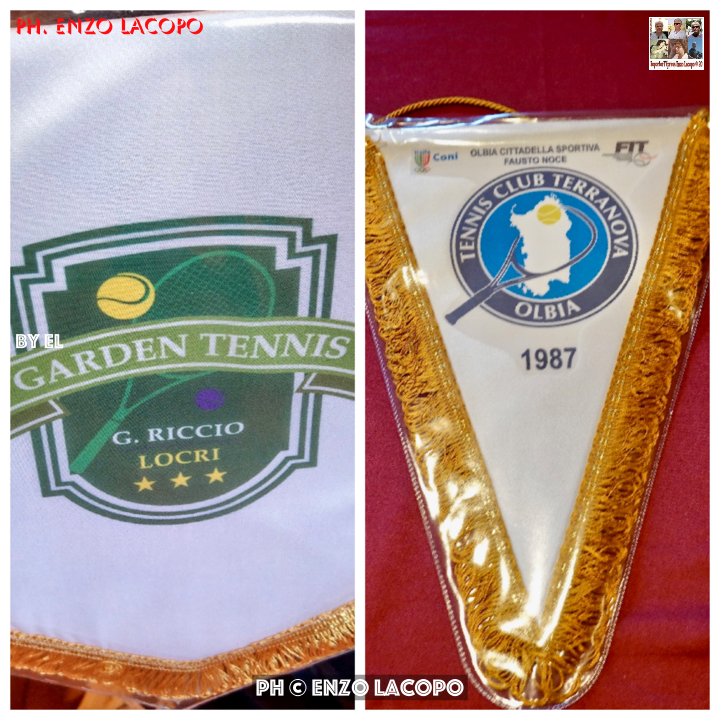 PH. ENZO LACOPO
BY EL
GARDEN TENNIS
G. RICCIO
LOCRI
Coni
OLBIA CITTADELLA SPORTIVA
FAUSTO NOCE
FIT
TENNIS CLUB TERRANOVA
OLBIA
1987
PH © ENZO LACOPO